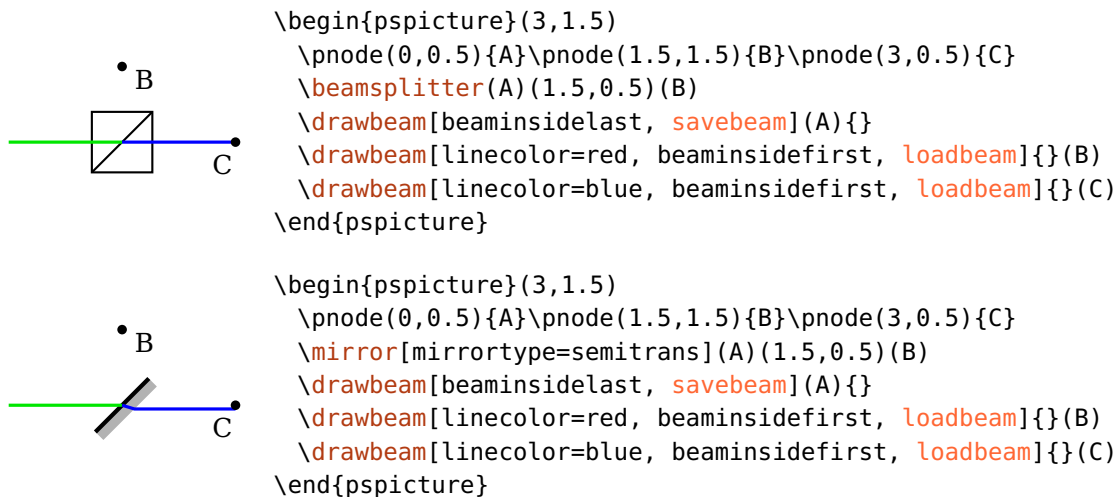 B
C
\begin{pspicture}(3,1.5)
  \pnode(0,0.5){A}\pnode(1.5,1.5){B}\pnode(3,0.5){C}
  \beamsplitter(A)(1.5,0.5)(B)
  \drawbeam[beaminsidelast, savebeam](A){}
  \drawbeam[linecolor=red, beaminsidefirst, loadbeam]{}(B)
  \drawbeam[linecolor=blue, beaminsidefirst, loadbeam]{}(C)
\end{pspicture}
B
C
\begin{pspicture}(3,1.5)
  \pnode(0,0.5){A}\pnode(1.5,1.5){B}\pnode(3,0.5){C}
  \mirror[mirrortype=semitrans](A)(1.5,0.5)(B)
  \drawbeam[beaminsidelast, savebeam](A){}
  \drawbeam[linecolor=red, beaminsidefirst, loadbeam]{}(B)
  \drawbeam[linecolor=blue, beaminsidefirst, loadbeam]{}(C)
\end{pspicture}